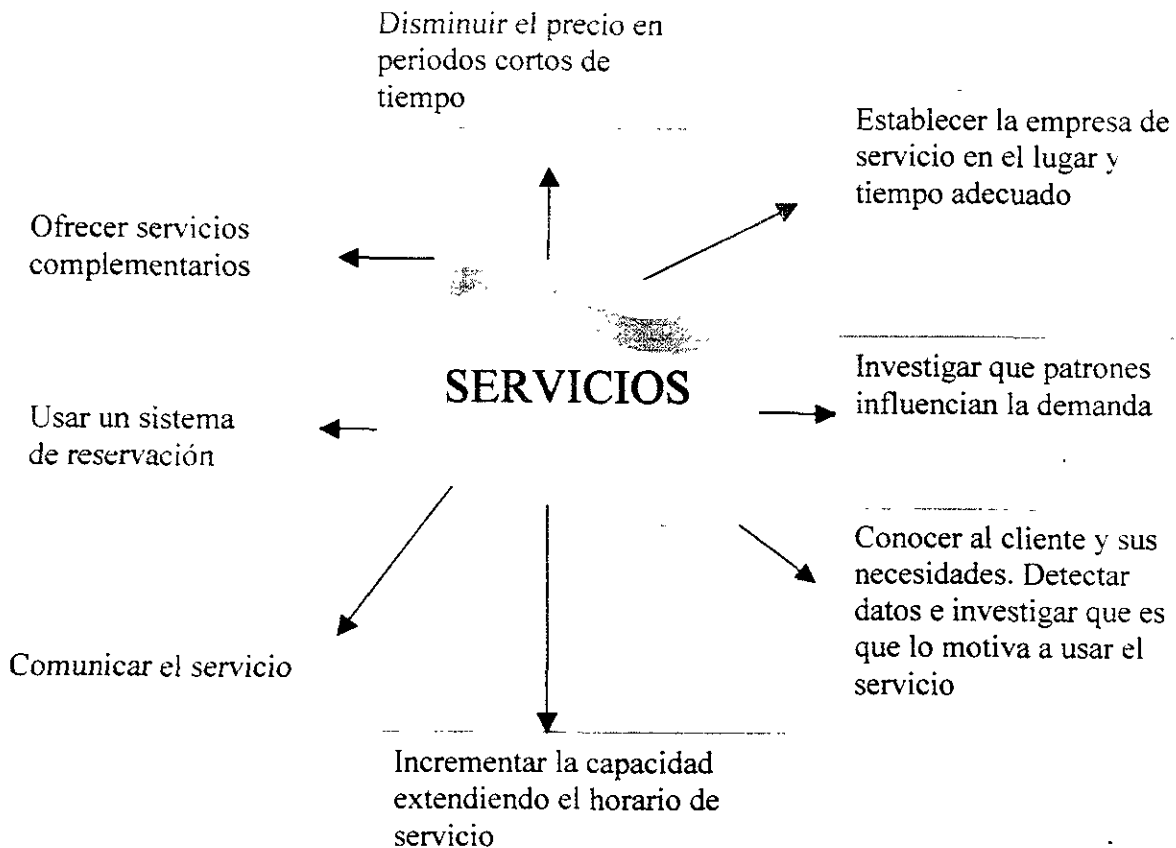 Disminuir el precio en
periodos cortos de
tiempo
Establecer la empresa de
servicio en el lugar y
tiempo adecuado
Ofrecer servicios
complementarios
SERVICIOS
Investigar que patrones
influencian la demanda
Usar un sistema
de reservación
Conocer al cliente y sus
necesidades. Detectar
datos e investigar que es
que lo motiva a usar el
servicio
Comunicar el servicio
Incrementar la capacidad
extendiendo el horario de
servicio